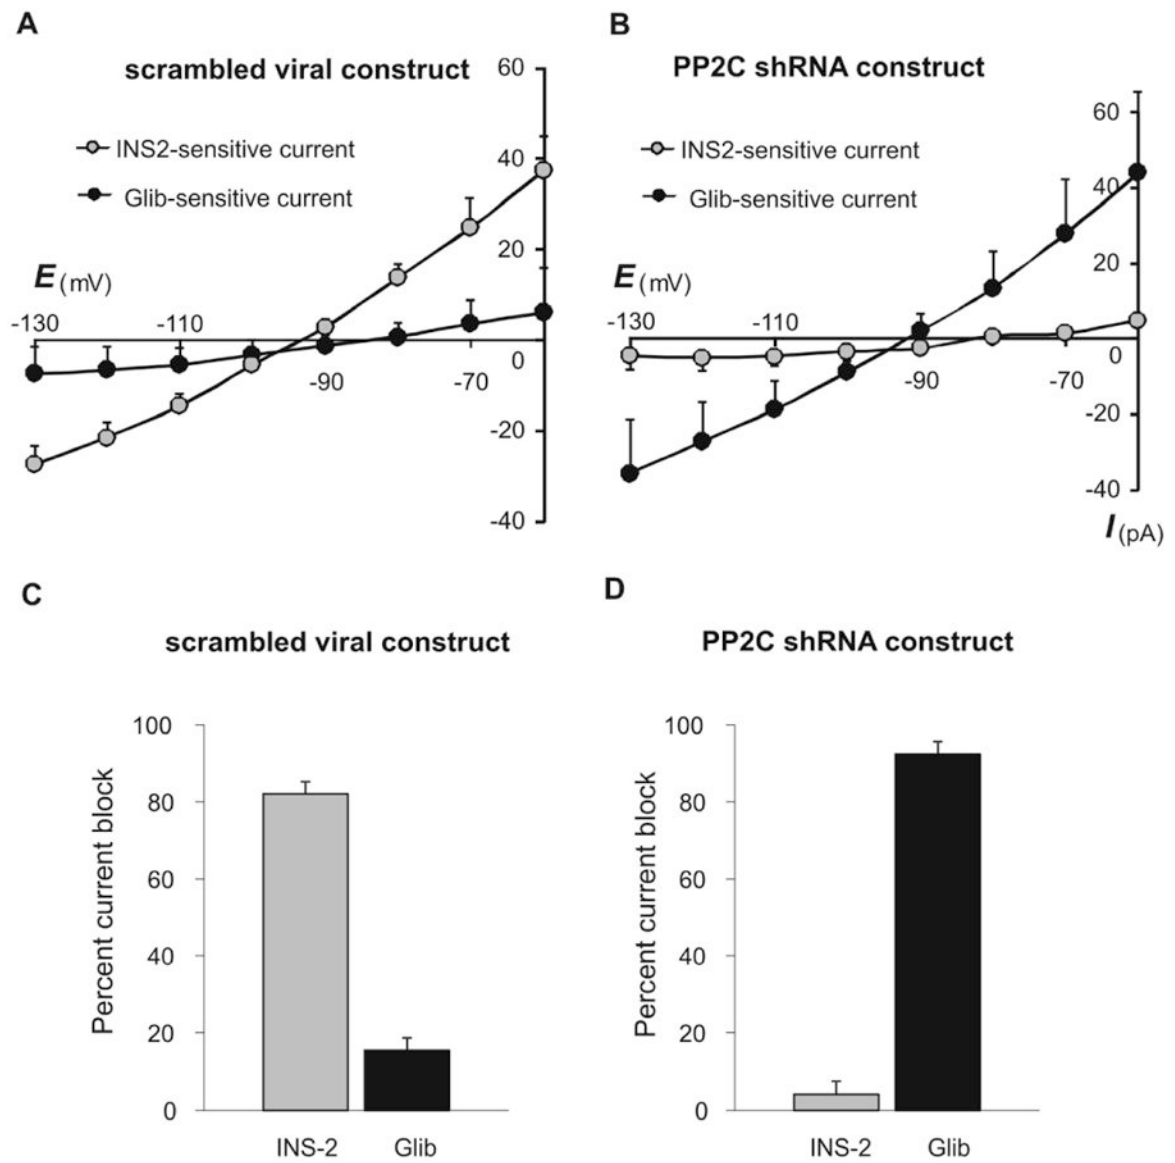 A
scrambled viral construct
INS2-sensitive current
Glib-sensitive current
E (mV)
-130
-110
-90
-70
60
40
20
0
-20
-40
B
PP2C shRNA construct
INS2-sensitive current
Glib-sensitive current
E (mV)
-130
-110
-90
-70
60
40
20
0
-20
-40
I (pA)
C
scrambled viral construct
Percent current block
100
80
60
40
20
0
INS-2
Glib
D
PP2C shRNA construct
Percent current block
100
80
60
40
20
0
INS-2
Glib